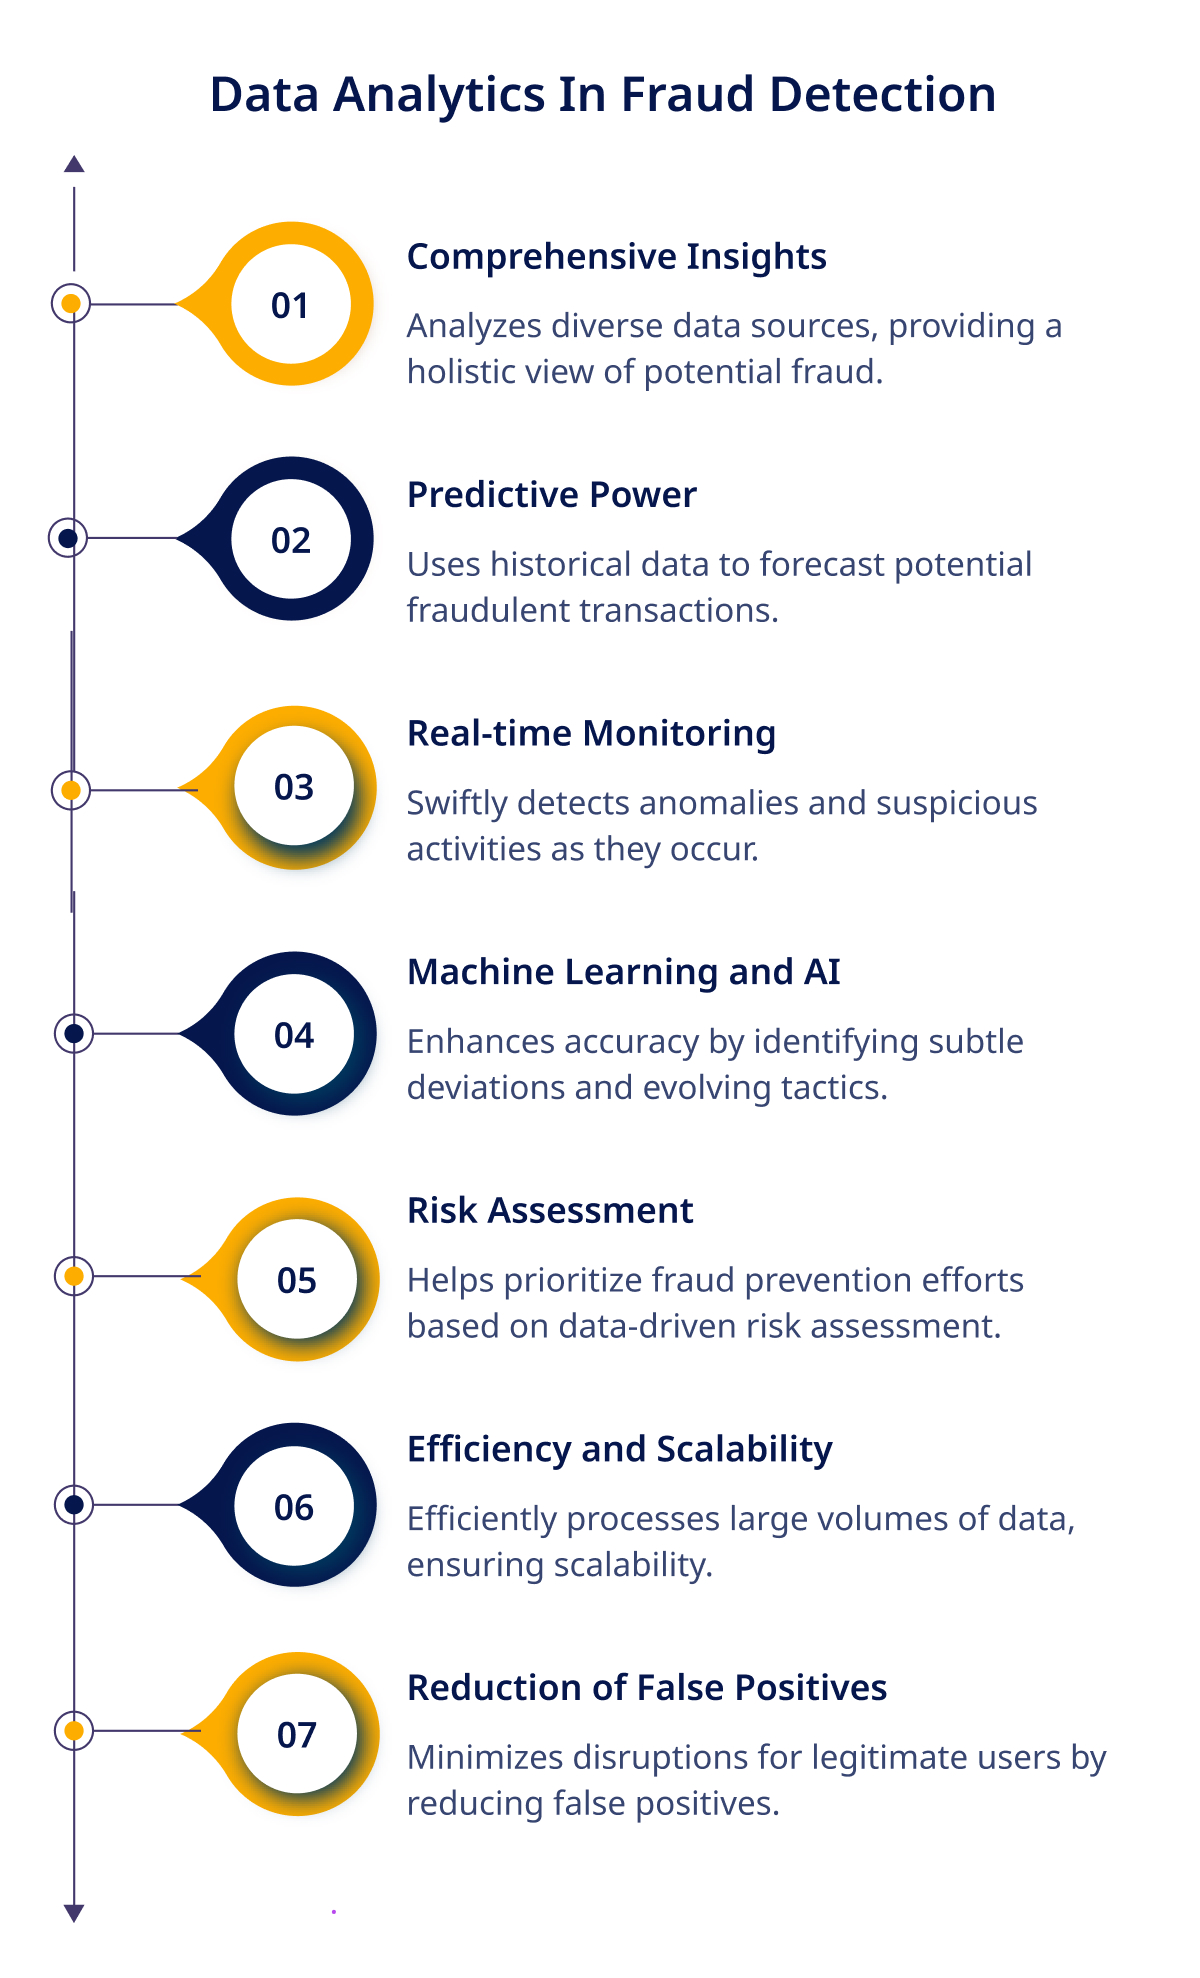 Data Analytics In Fraud Detection
01
Comprehensive Insights
Analyzes diverse data sources, providing a
holistic view of potential fraud.
02
Predictive Power
Uses historical data to forecast potential
fraudulent transactions.
03
Real-time Monitoring
Swiftly detects anomalies and suspicious
activities as they occur.
04
Machine Learning and AI
Enhances accuracy by identifying subtle
deviations and evolving tactics.
05
Risk Assessment
Helps prioritize fraud prevention efforts
based on data-driven risk assessment.
06
Efficiency and Scalability
Efficiently processes large volumes of data,
ensuring scalability.
07
Reduction of False Positives
Minimizes disruptions for legitimate users by
reducing false positives.